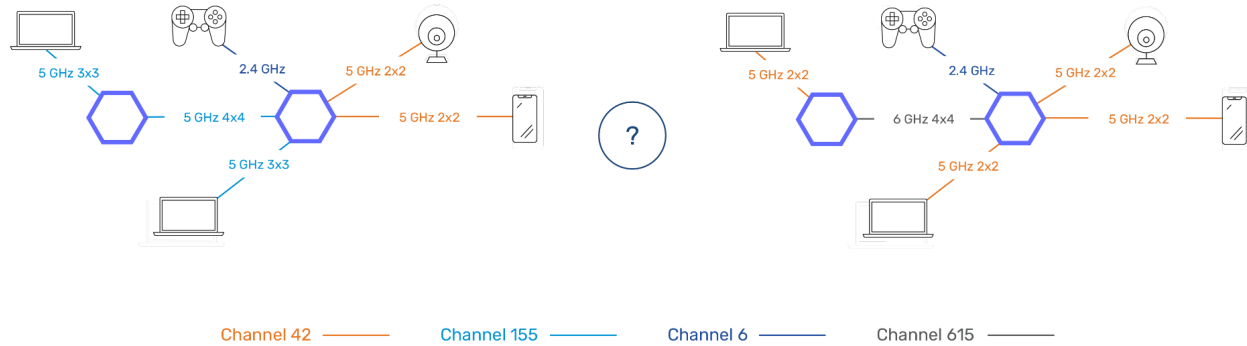 5 GHz 3x3
2.4 GHz
5 GHz 2x2
5 GHz 4x4
5 GHz 2x2
5 GHz 3x3
?
5 GHz 2x2
2.4 GHz
5 GHz 2x2
6 GHz 4x4
5 GHz 2x2
5 GHz 2x2
Channel 42
Channel 155
Channel 6
Channel 615